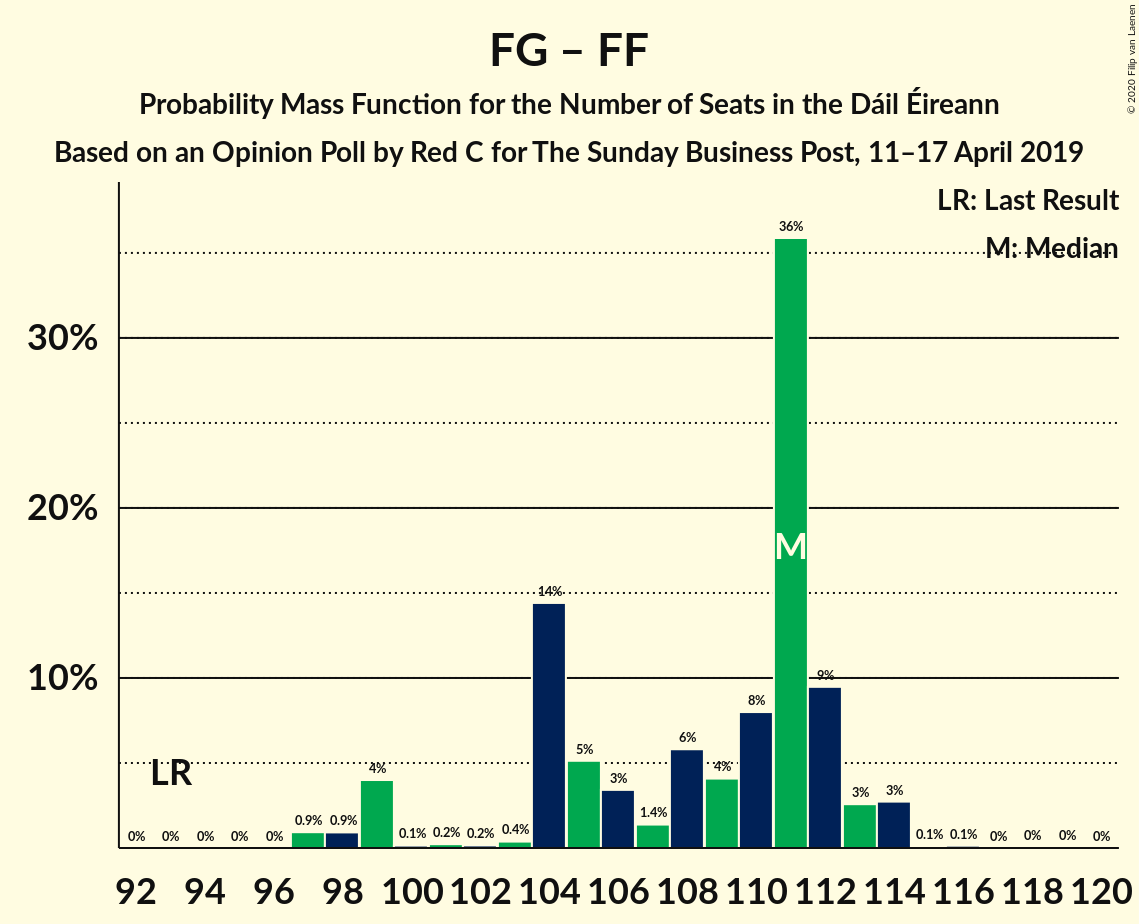 FG – FF
Probability Mass Function for the Number of Seats in the Dáil Éireann
Based on an Opinion Poll by Red C for The Sunday Business Post, 11–17 April 2019
© 2020 Filip van Laenen
LR: Last Result
M: Median
30%
20%
10%
LR
M
0% 0% 0% 0% 0% 0.9% 0.9% 4% 0.1% 0.2% 0.2% 0.4% 14% 5% 3% 1.4% 6% 4% 8% 36% 9% 3% 3% 0.1% 0.1% 0% 0% 0% 0%
92 94 96 98 100 102 104 106 108 110 112 114 116 118 120